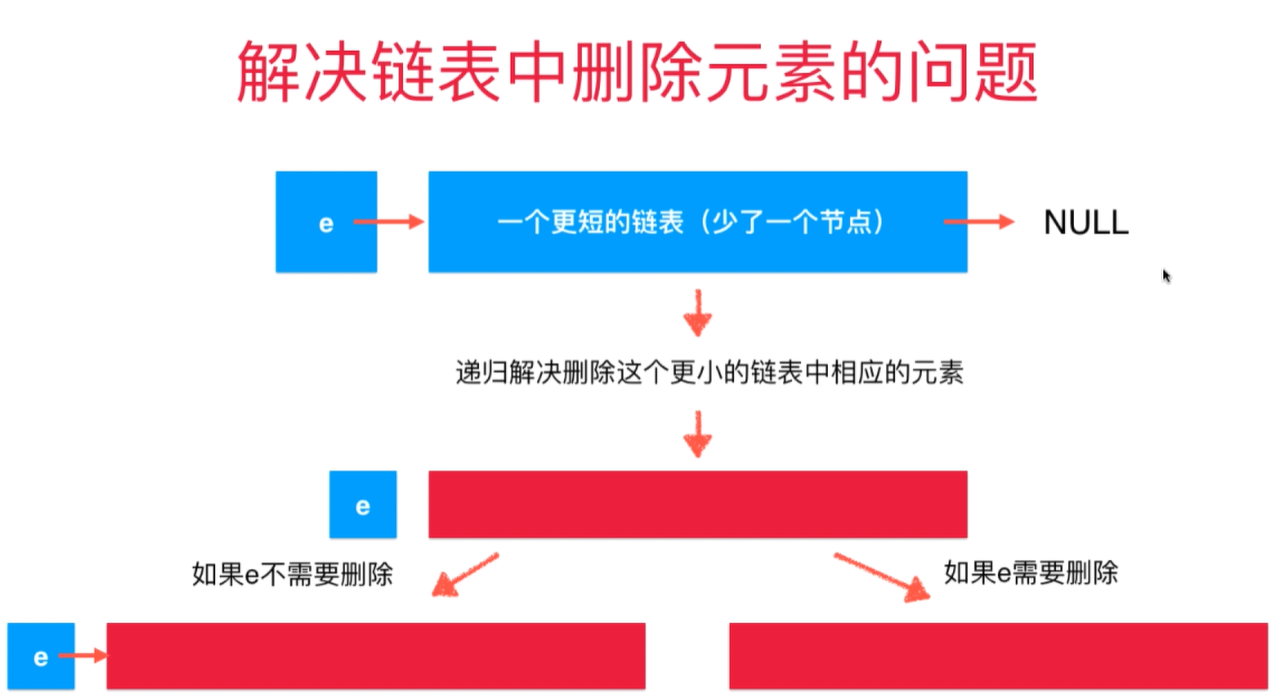 解决链表中删除元素的问题
e
一个更短的链表（少了一个节点）
NULL
递归解决删除这个更小的链表中相应的元素
e
如果e不需要删除
如果e需要删除
e